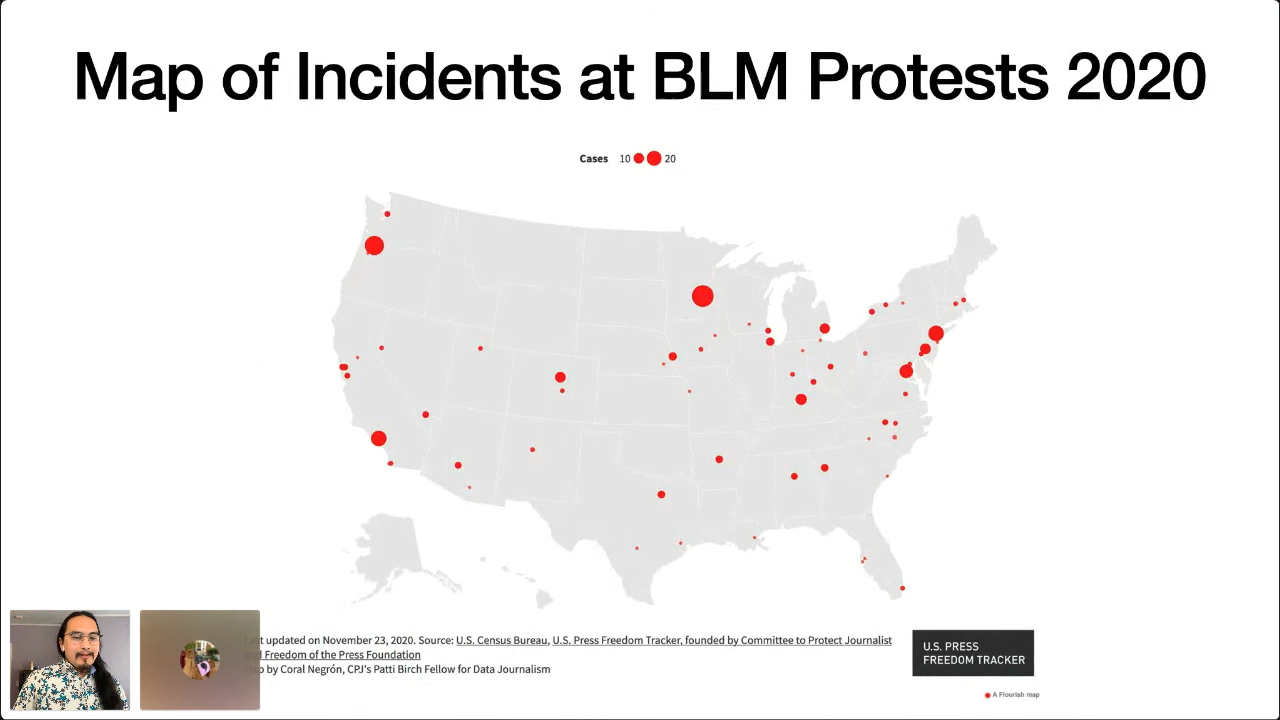 Map of Incidents at BLM Protests 2020
Cases 10 20
ast updated on November 23, 2020. Source: U.S. Census Bureau, U.S. Press Freedom Tracker, founded by Committee to Protect Journalist
Freedom of the Press Foundation
by Coral Negrón, CPJ's Patti Birch Fellow for Data Journalism
U.S. PRESS
FREEDOM TRACKER
A Flourish map